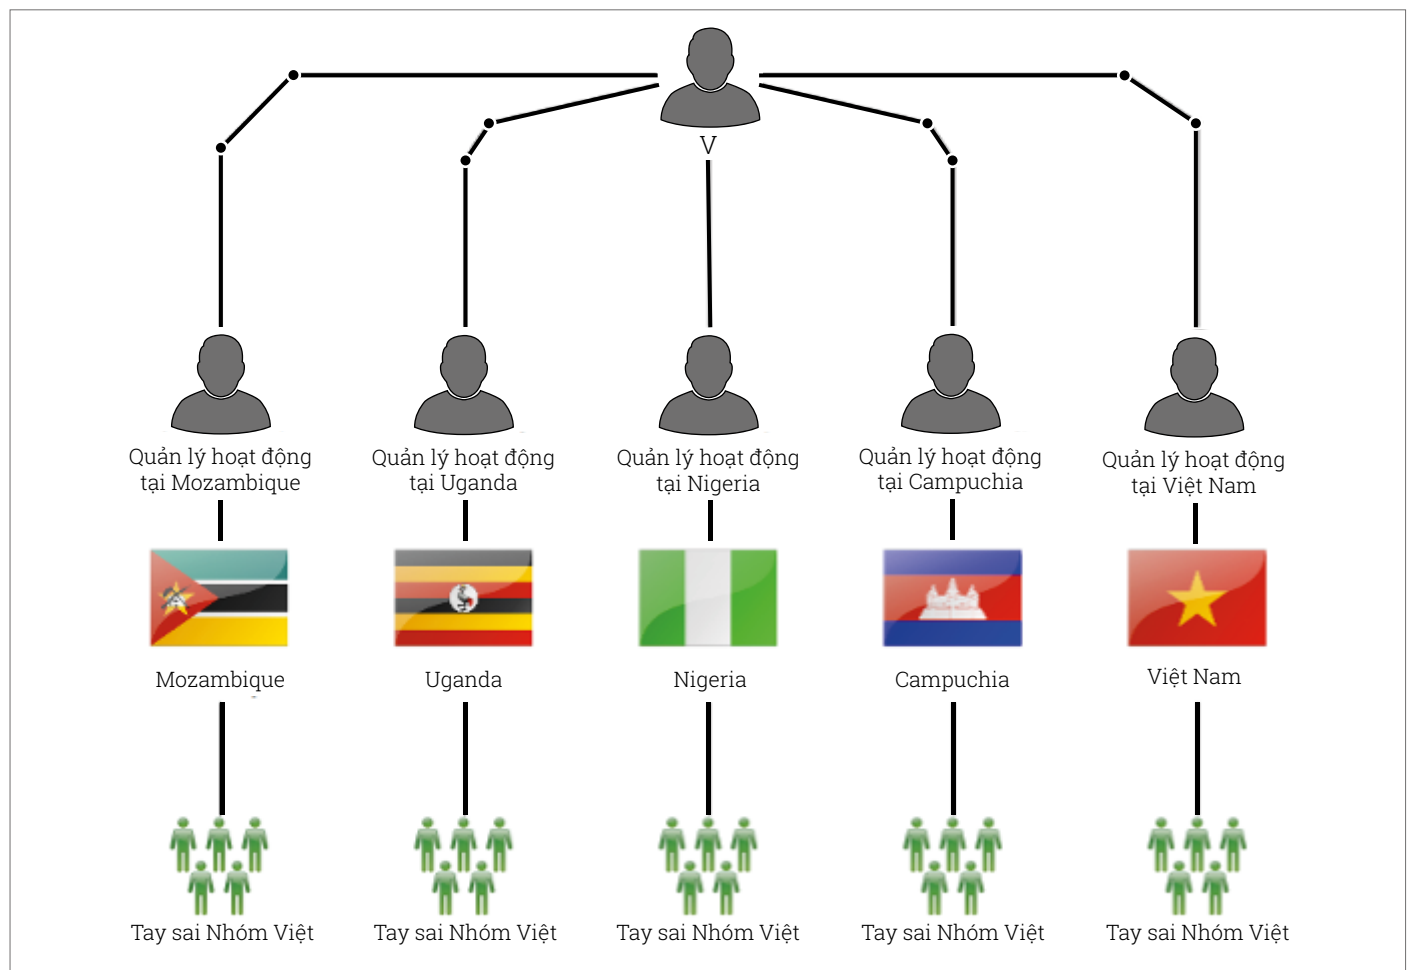 V
Quản lý hoạt động
tại Mozambique
Quản lý hoạt động
tại Uganda
Quản lý hoạt động
tại Nigeria
Quản lý hoạt động
tại Campuchia
Quản lý hoạt động
tại Việt Nam
Mozambique
Uganda
Nigeria
Campuchia
Việt Nam
Tay sai Nhóm Việt
Tay sai Nhóm Việt
Tay sai Nhóm Việt
Tay sai Nhóm Việt
Tay sai Nhóm Việt